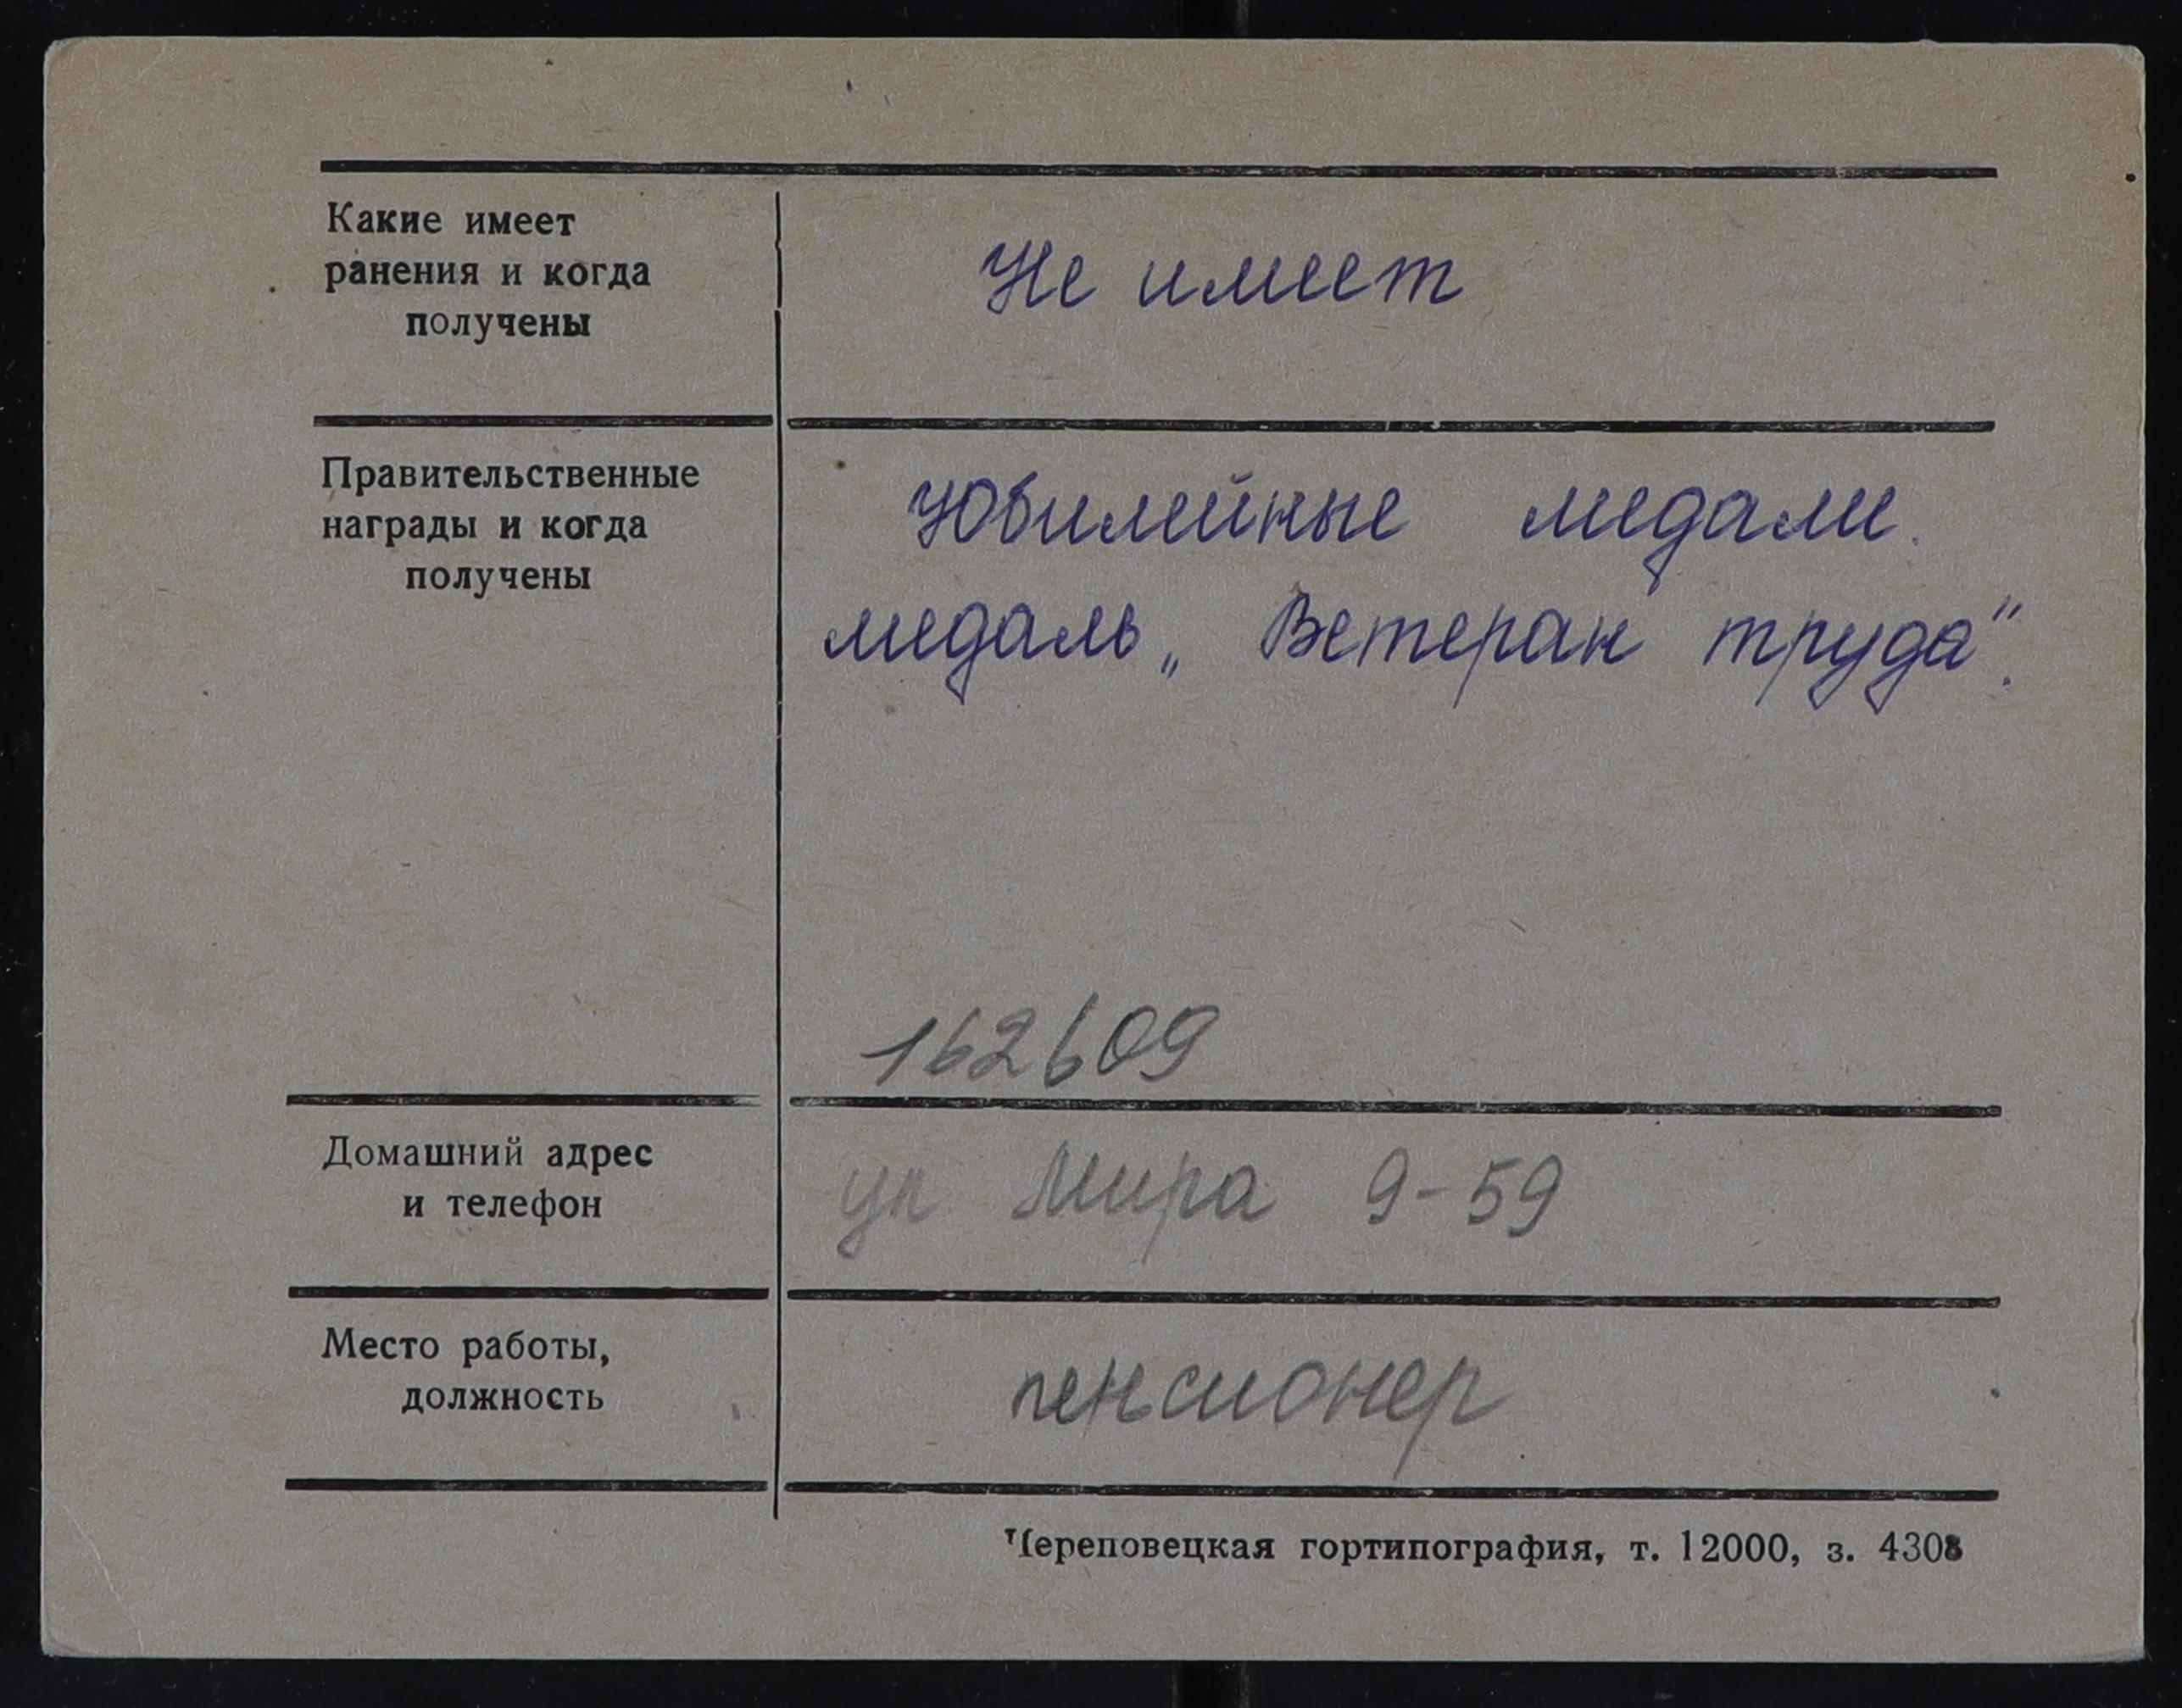 Какие имеет
ранения и когда
получены
Не имеет
Правительственные
награды и когда
получены
Юбилейные медали.
медаль „Ветеран труда".
162609
Домашний адрес
и телефон
ул. Мира 9-59
Место работы,
должность
пенсионер
Череповецкая гортипография, т. 12000, з. 4308